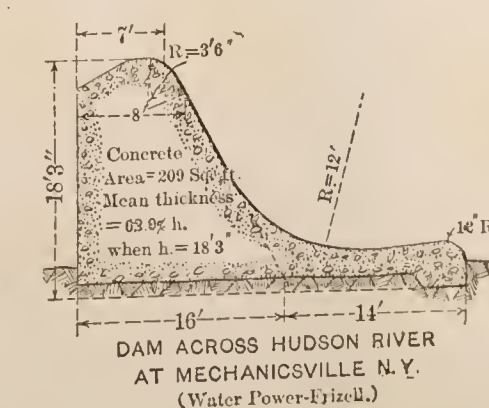 7'
R=3'6"
8
18'3"
Concrete
Area=209 Sq.ft.
Mean thickness
= 63.9% h.
when h.=18'3"
R=12'
12"R
16'
14'
DAM ACROSS HUDSON RIVER
AT MECHANICSVILLE N.Y.
(Water Power-Frizell.)